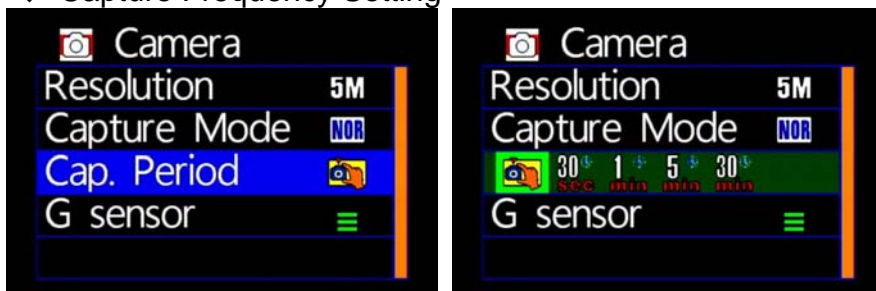 Capture Frequency Setting
Camera
Resolution 5M
Capture Mode NOR
Cap. Period
G sensor
Camera
Resolution 5M
Capture Mode NOR
30 sec 1 min 5 min 30 min
G sensor